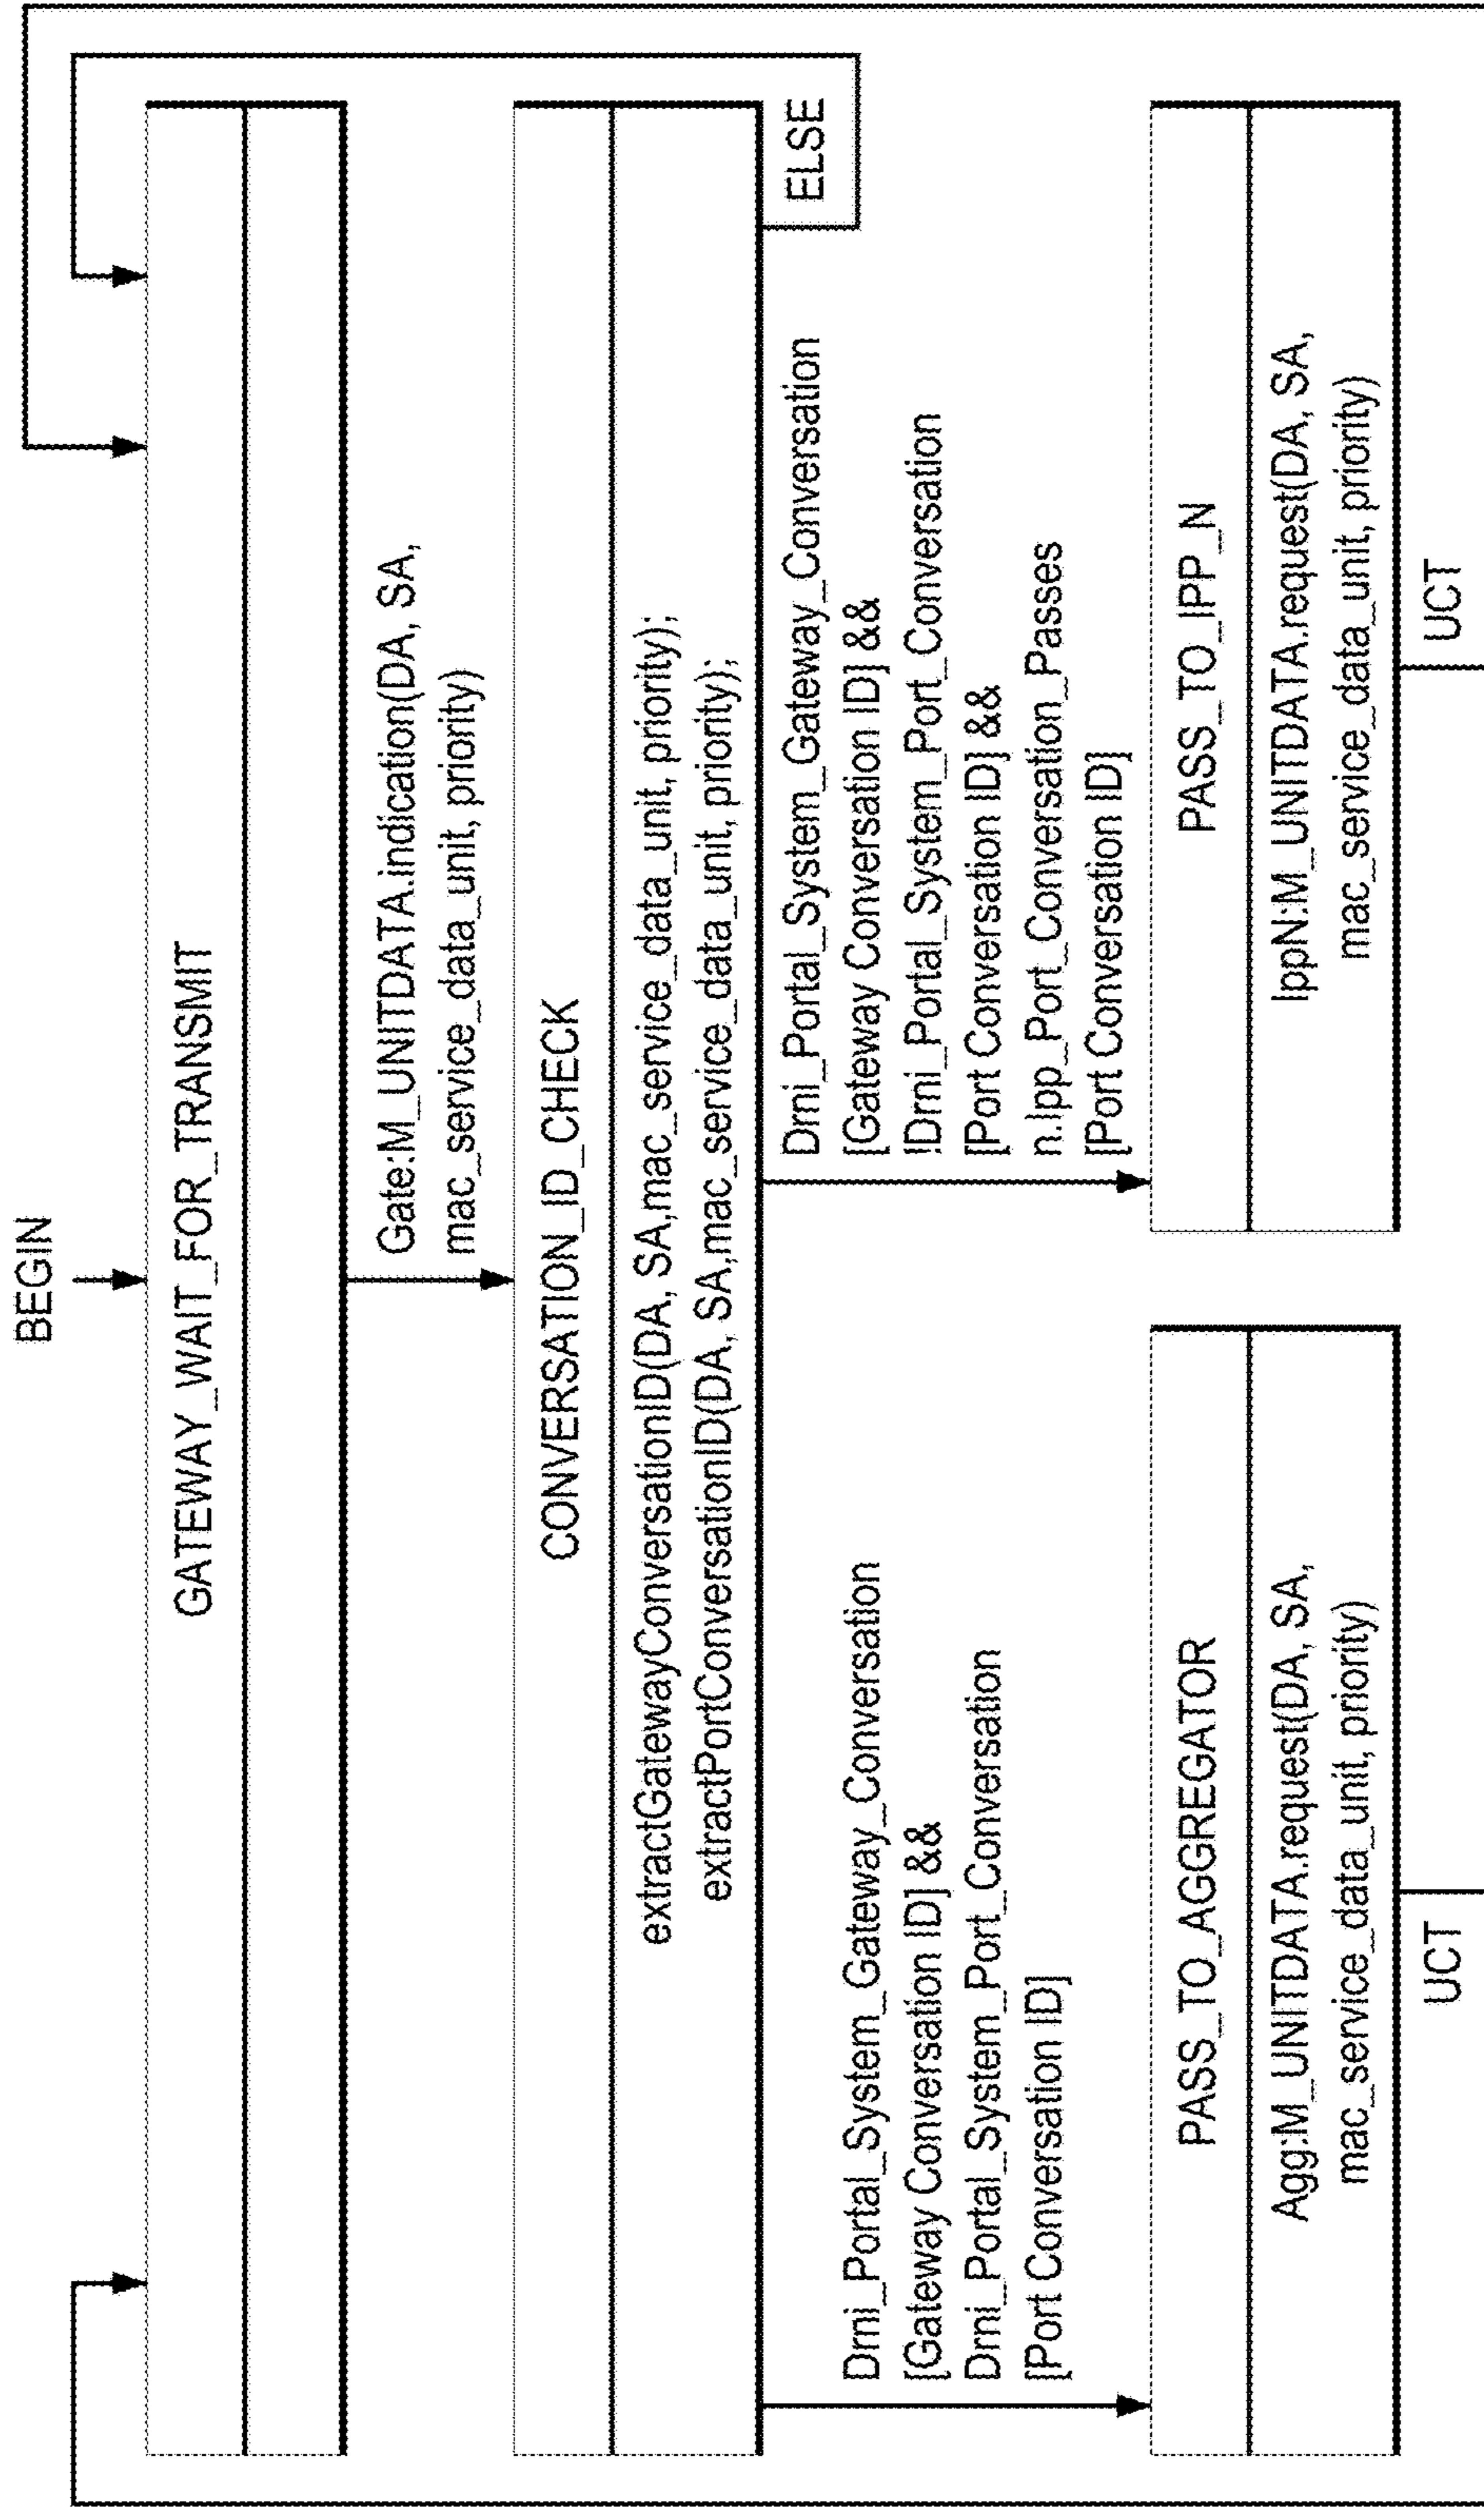 BEGIN
GATEWAY_WAIT_FOR_TRANSMIT
Gate:M_UNITDATA.indication(DA, SA,
mac_service_data_unit, priority)
CONVERSATION_ID_CHECK
extractGatewayConversationID(DA, SA,mac_service_data_unit, priority);
extractPortConversationID(DA, SA,mac_service_data_unit, priority);
ELSE
Drni_Portal_System_Gateway_Conversation
[Gateway Conversation ID] &&
Drni_Portal_System_Port_Conversation
[Port Conversation ID]
Drni_Portal_System_Gateway_Conversation
[Gateway Conversation ID] &&
!Drni_Portal_System_Port_Conversation
[Port Conversation ID] &&
n.Ipp_Port_Conversation_Passes
[Port Conversation ID]
PASS_TO_AGGREGATOR
Agg:M_UNITDATA.request(DA, SA,
mac_service_data_unit, priority)
UCT
PASS_TO_IPP_N
IppN:M_UNITDATA.request(DA, SA,
mac_service_data_unit, priority)
UCT